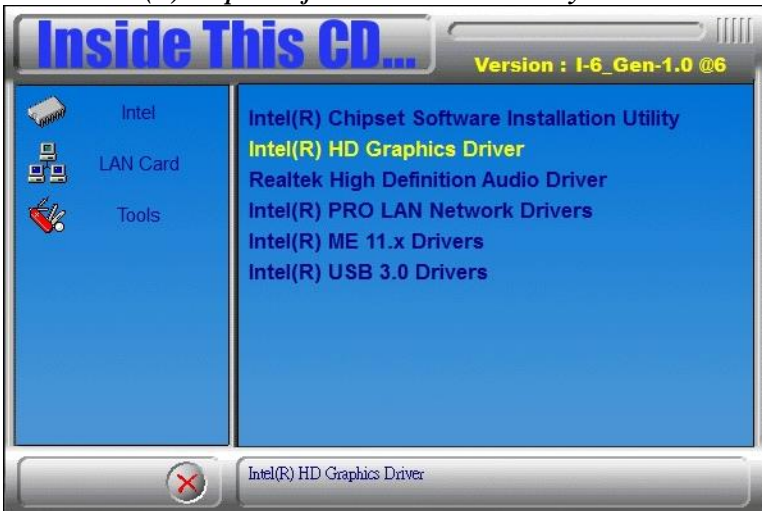 Inside This CD...
Version : I-6_Gen-1.0 @6
Intel
LAN Card
Tools
Intel(R) Chipset Software Installation Utility
Intel(R) HD Graphics Driver
Realtek High Definition Audio Driver
Intel(R) PRO LAN Network Drivers
Intel(R) ME 11.x Drivers
Intel(R) USB 3.0 Drivers
Intel(R) HD Graphics Driver